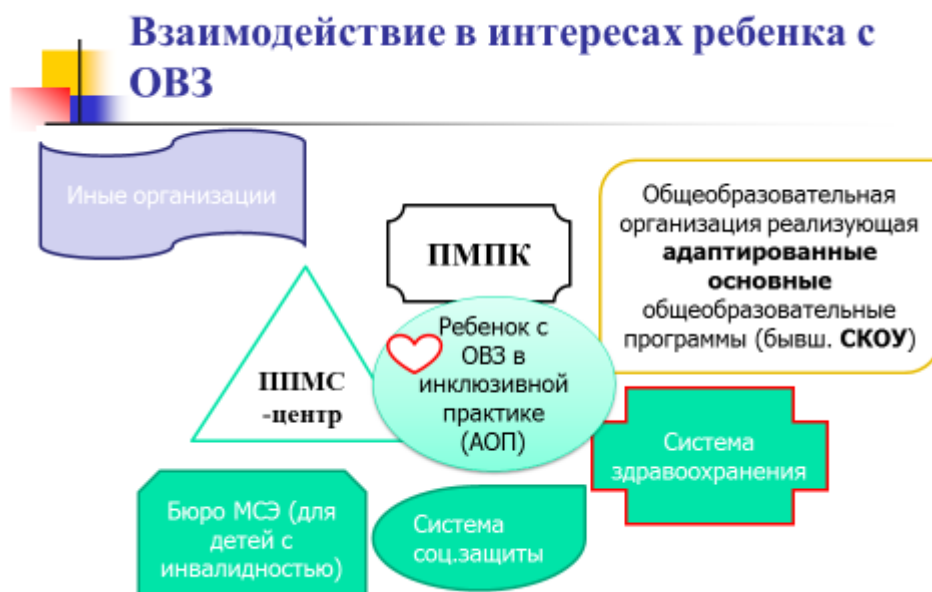 Взаимодействие в интересах ребенка с
ОВЗ
Иные организации
ПМПК
Общеобразовательная
организация реализующая
адаптированные
основные
общеобразовательные
программы (бывш. СКОУ)
ППМС
-центр
Ребенок с
ОВЗ в
инклюзивной
практике
(АОП)
Система
здравоохранения
Бюро МСЭ (для
детей с
инвалидностью)
Система
соц.защиты